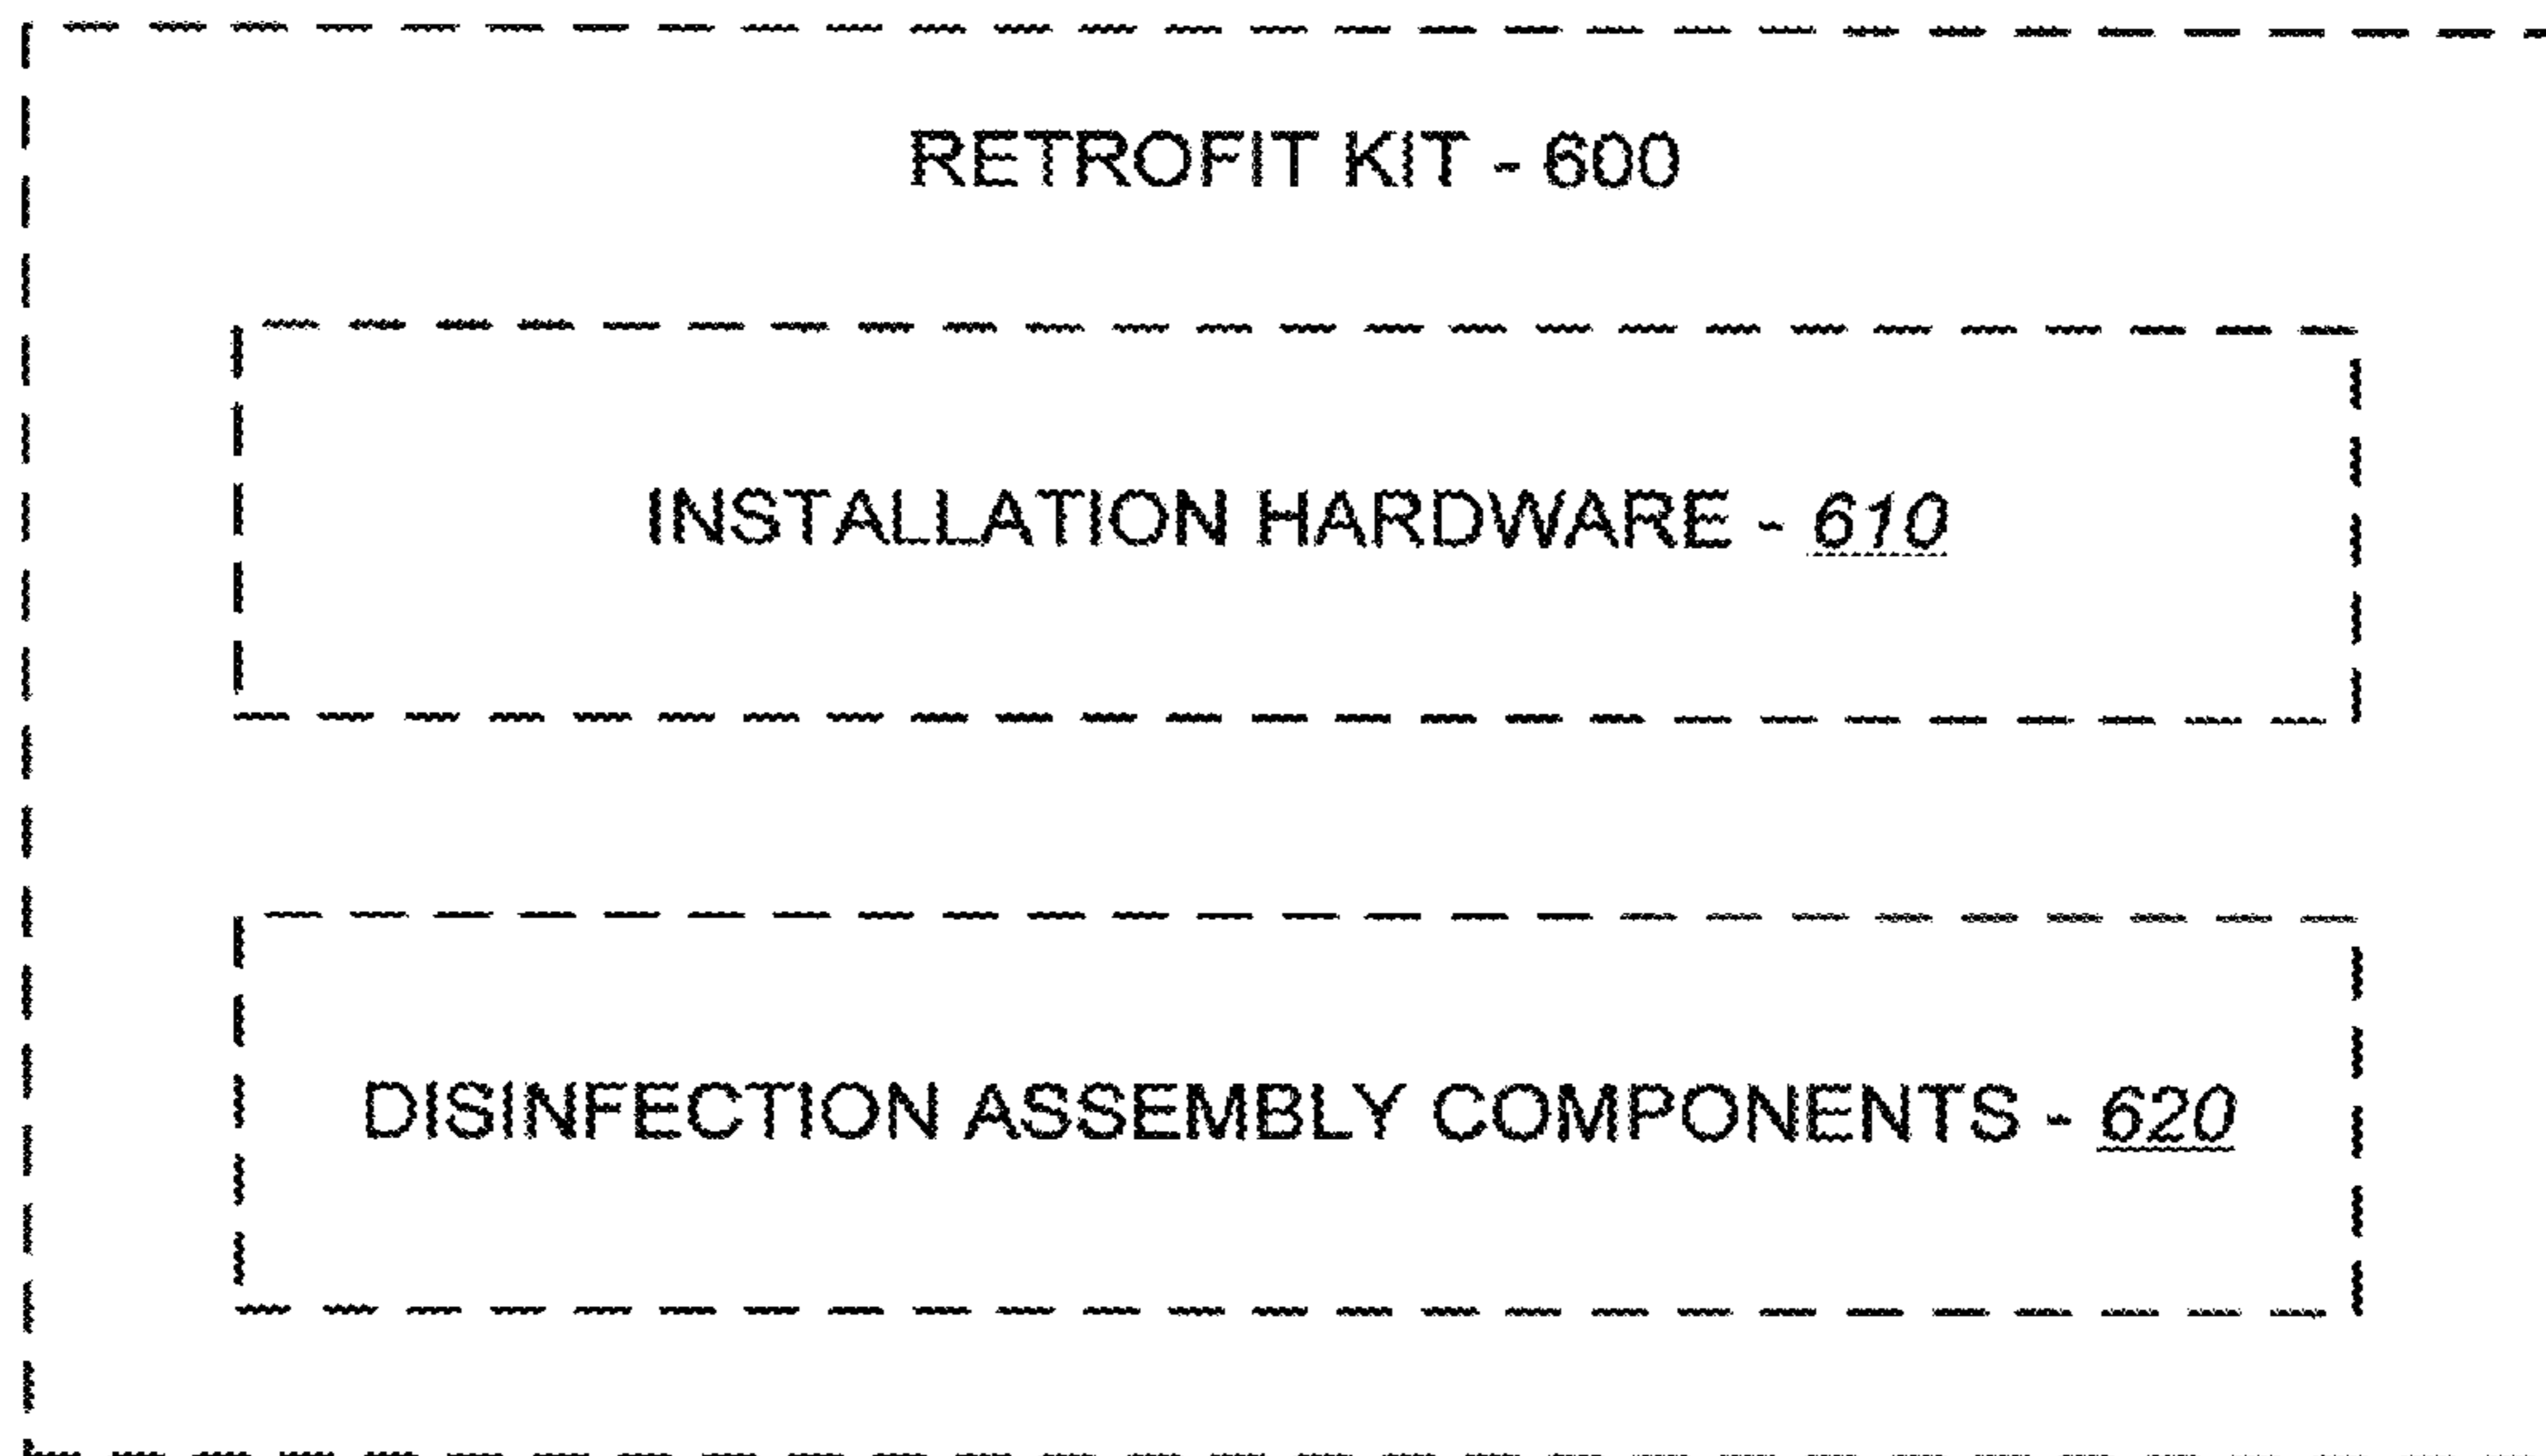 RETROFIT KIT - 600
INSTALLATION HARDWARE - 610
DISINFECTION ASSEMBLY COMPONENTS - 620